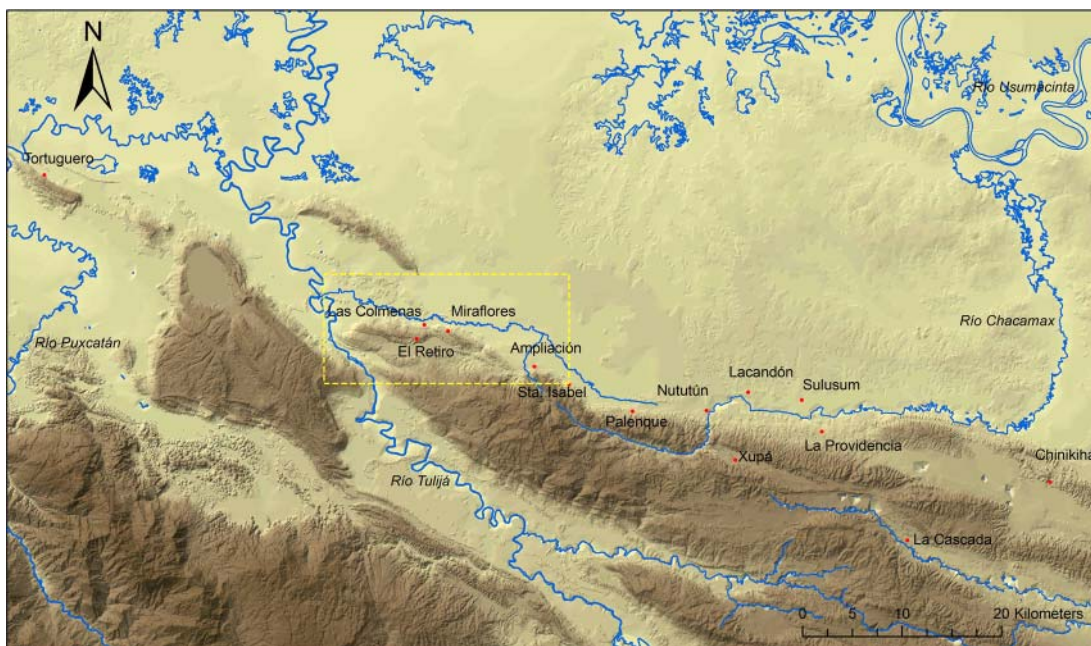 N
Río Usumacinta
Tortuguero
Las Colmenas
Miraflores
Río Chacamax
Río Puxcatán
El Retiro
Ampliación
Lacandón
Sta. Isabel
Nututún
Sulusum
Palenque
La Providencia
Xupá
Chinikiha
Río Tulijá
La Cascada
0 5 10 20 Kilometers